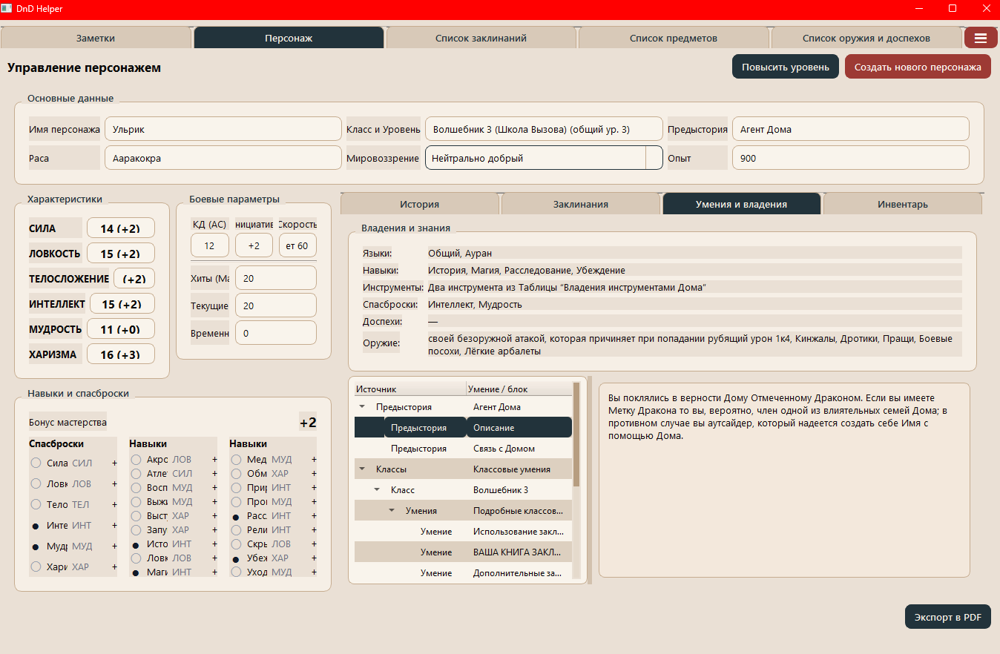 DnD Helper
Заметки
Персонаж
Список заклинаний
Список предметов
Список оружия и доспехов
Управление персонажем
Повысить уровень
Создать нового персонажа
Основные данные
Имя персонажа
Ульрик
Класс и Уровень
Волшебник 3 (Школа Вызова) (общий ур. 3)
Предыстория
Агент Дома
Раса
Ааракокра
Мировоззрение
Нейтрально добрый
Опыт
900
Характеристики
СИЛА
14 (+2)
ЛОВКОСТЬ
15 (+2)
ТЕЛОСЛОЖЕНИЕ
(+2)
ИНТЕЛЛЕКТ
15 (+2)
МУДРОСТЬ
11 (+0)
ХАРИЗМА
16 (+3)
Боевые параметры
КД (AC)
нициатив
Скорость
12
+2
ет 60
Хиты (Ма
20
Текущие
20
Временн
0
Навыки и спасброски
Бонус мастерства
+2
Спасброски
Сила СИЛ +
Ловк ЛОВ +
Тело ТЕЛ +
Инте ИНТ +
Мудр МУД +
Хари ХАР +
Навыки
Акро ЛОВ +
Атлет СИЛ +
Восп МУД +
Выжи МУД +
Выст ХАР +
Запу ХАР +
Исто ИНТ +
Ловк ЛОВ +
Маги ИНТ +
Навыки
Мед МУД +
Обм ХАР +
При ИНТ +
Про МУД +
Расс ИНТ +
Рели ИНТ +
Скры ЛОВ +
Убеж ХАР +
Уход МУД +
История
Заклинания
Умения и владения
Инвентарь
Владения и знания
Языки:
Общий, Ауран
Навыки:
История, Магия, Расследование, Убеждение
Инструменты:
Два инструмента из Таблицы “Владения инструментами Дома”
Спасброски:
Интеллект, Мудрость
Доспехи:
—
Оружие:
своей безоружной атакой, которая причиняет при попадании рубящий урон 1к4, Кинжалы, Дротики, Пращи, Боевые
посохи, Лёгкие арбалеты
Источник
Умение / блок
Предыстория
Агент Дома
Предыстория
Описание
Предыстория
Связь с Домом
Классы
Классовые умения
Класс
Волшебник 3
Умения
Подробные классов...
Умение
Использование закл...
Умение
ВАША КНИГА ЗАКЛ...
Умение
Дополнительные за...
Вы поклялись в верности Дому Отмеченному Драконом. Если вы имеете
Метку Дракона то вы, вероятно, член одной из влиятельных семей Дома; в
противном случае вы аутсайдер, который надеется создать себе Имя с
помощью Дома.
Экспорт в PDF